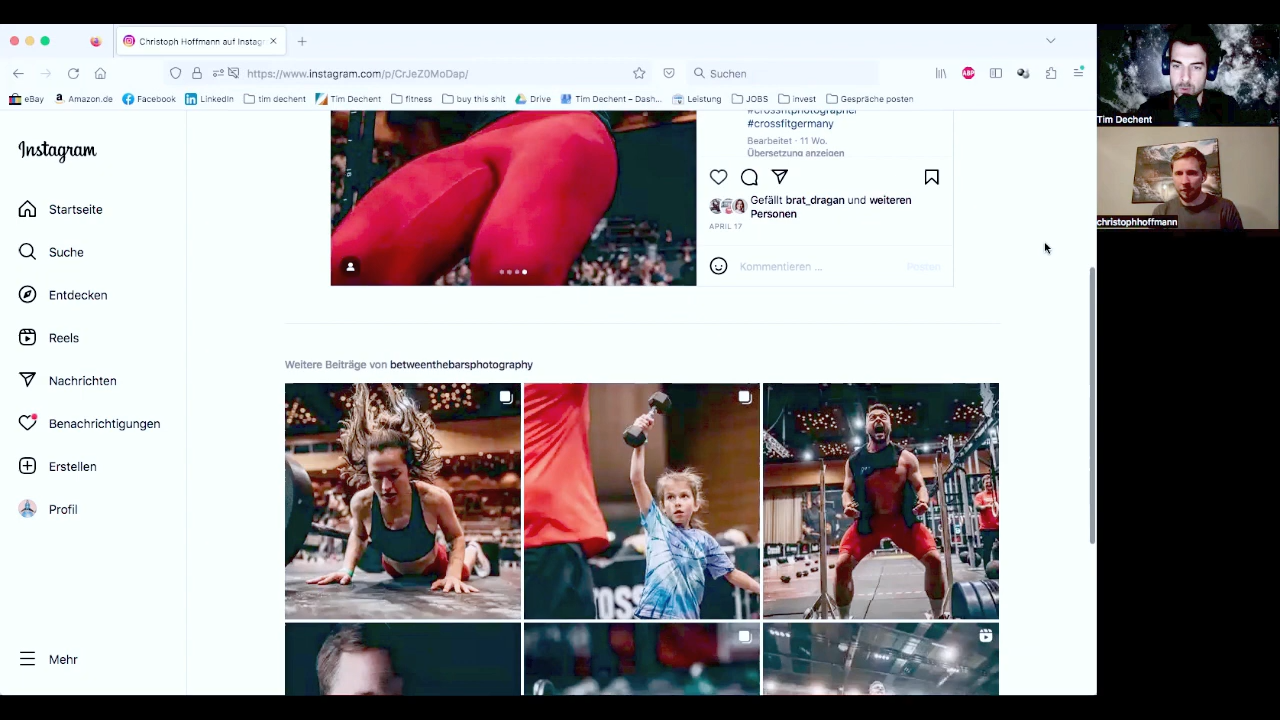 Christoph Hoffmann auf Instagr
https://www.instagram.com/p/CrJeZ0MoDap/
Suchen
ABP
eBay
Amazon.de
Facebook
LinkedIn
tim dechent
Tim Dechent
fitness
buy this shit
Drive
Tim Dechent – Dash...
Leistung
JOBS
invest
Gespräche posten
Tim Dechent
christophhoffmann
Instagram
Startseite
Suche
Entdecken
Reels
Nachrichten
Benachrichtigungen
Erstellen
Profil
Mehr
#crossfitphotographer
#crossfitgermany
Bearbeitet · 11 Wo.
Übersetzung anzeigen
Gefällt brat_dragan und weiteren
Personen
APRIL 17
Kommentieren ...
Posten
Weitere Beiträge von betweenthebarsphotography